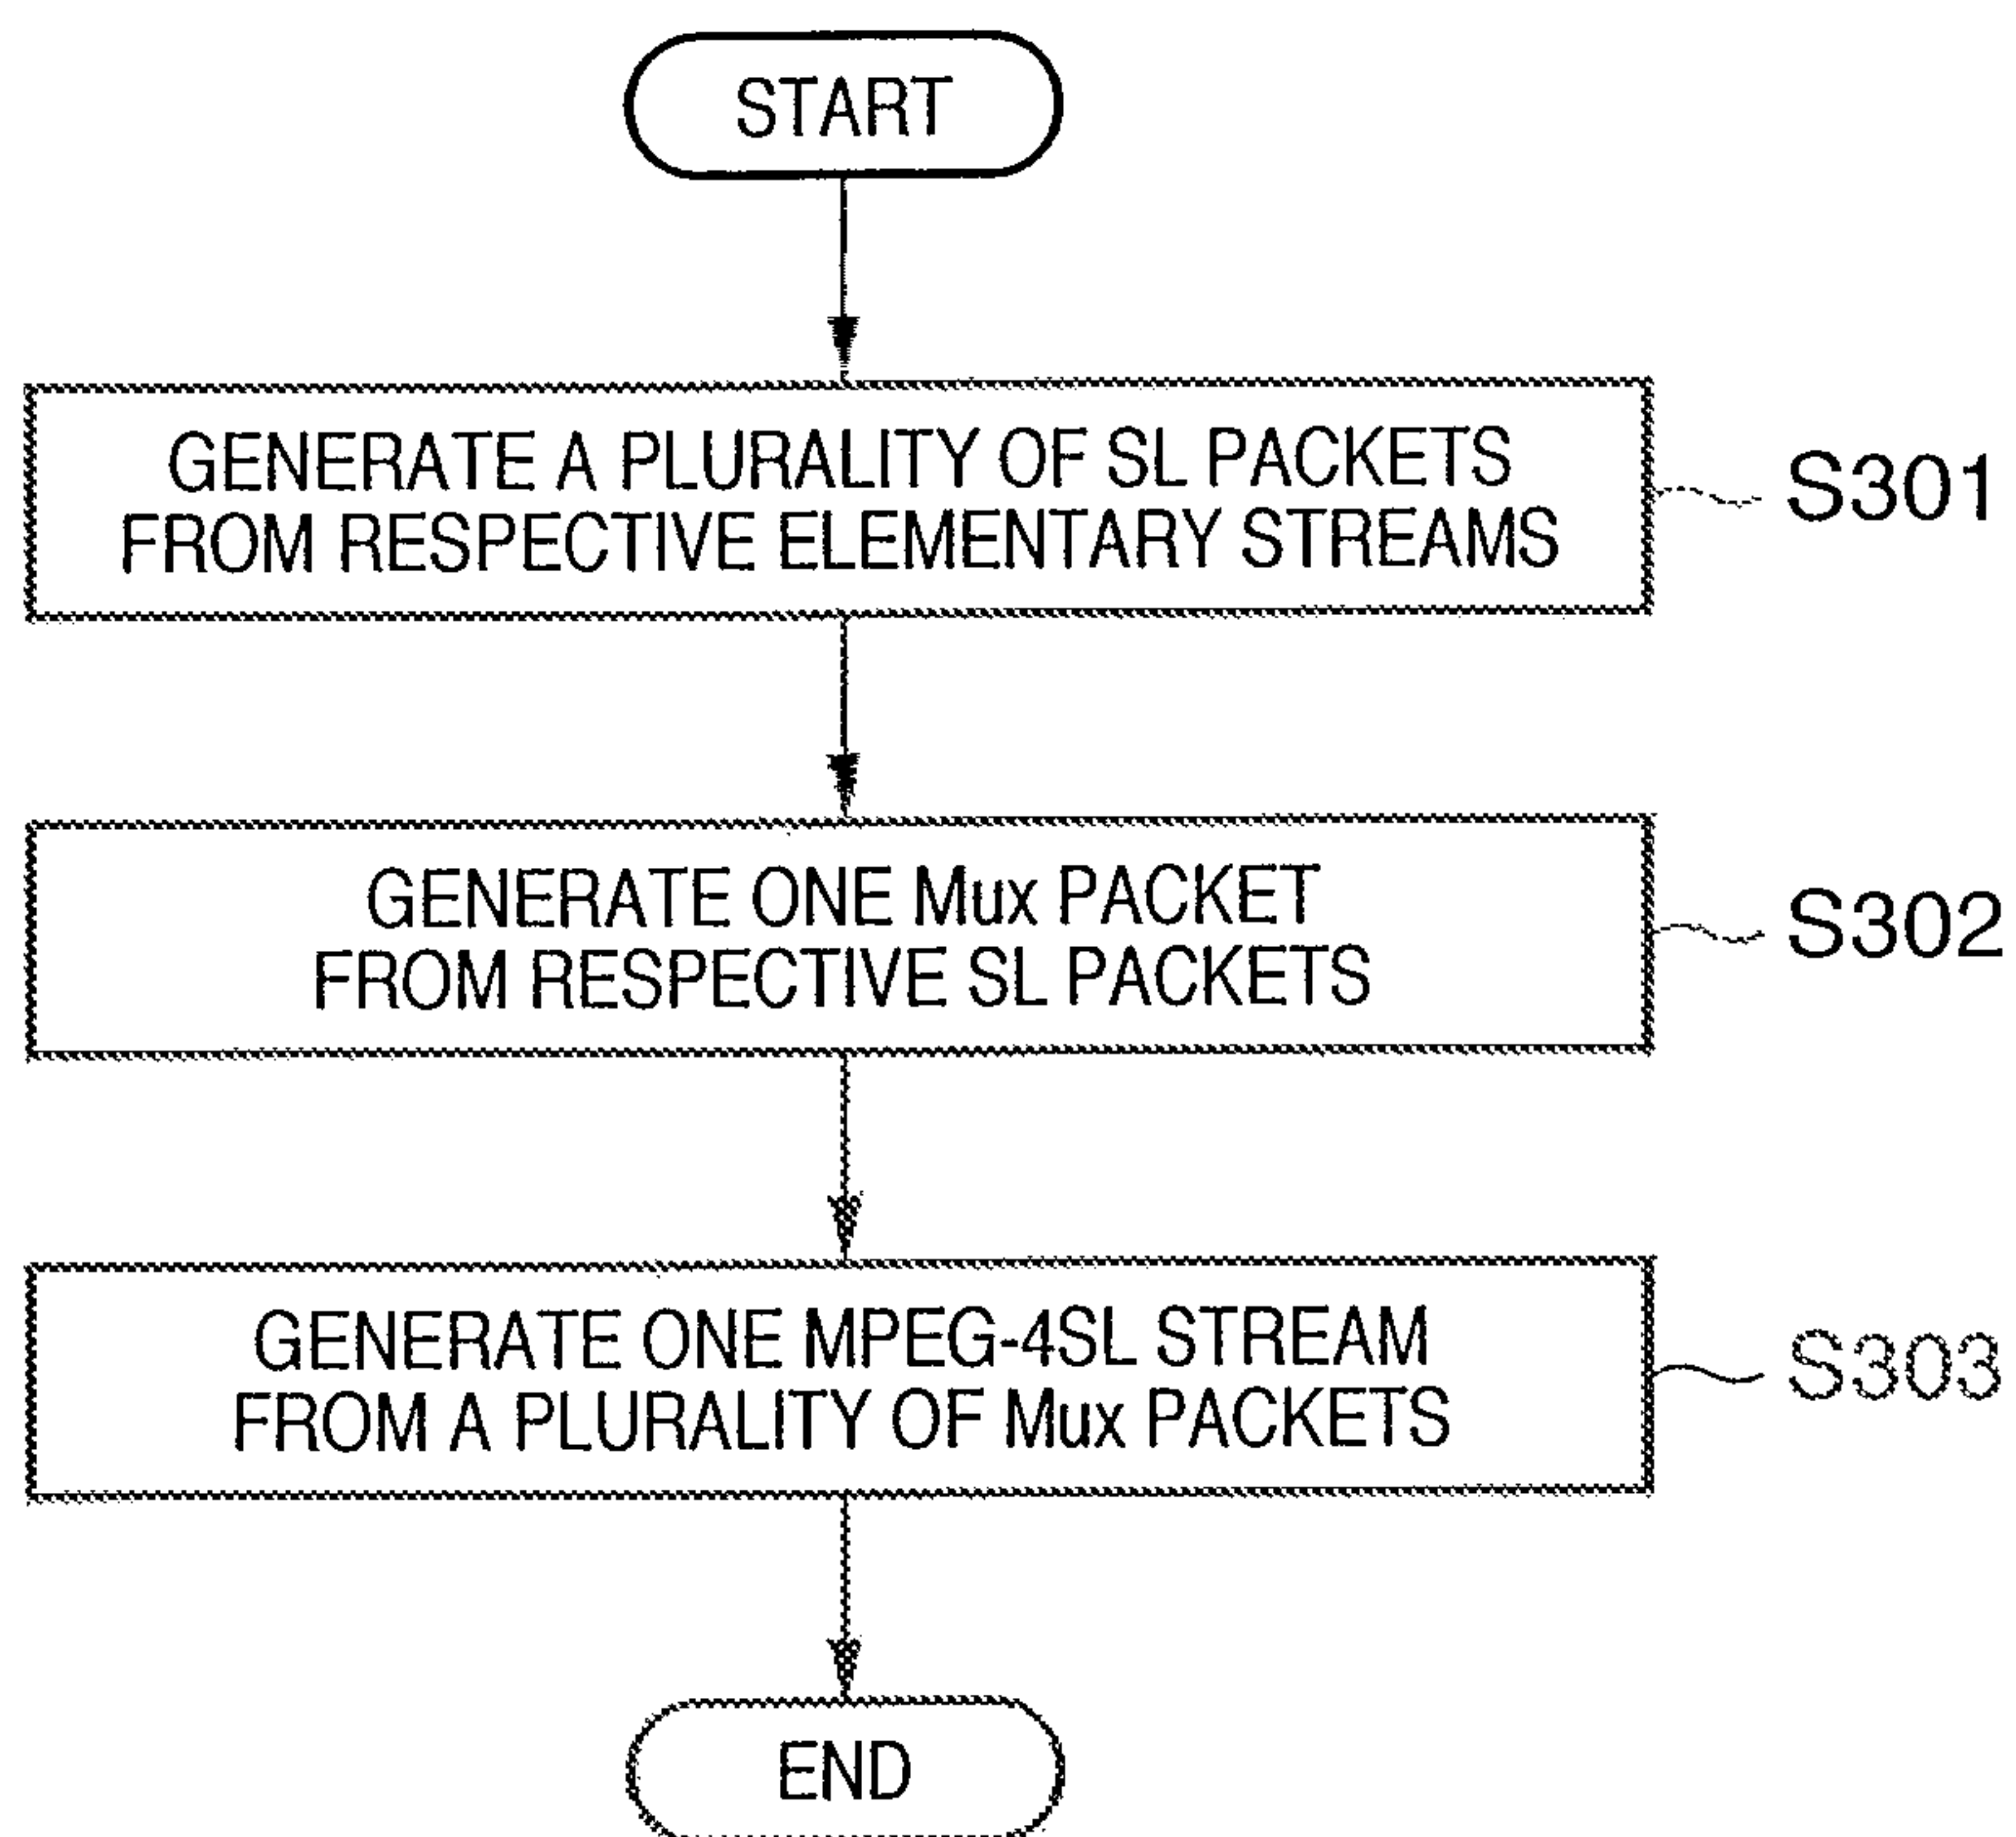 START
GENERATE A PLURALITY OF SL PACKETS
FROM RESPECTIVE ELEMENTARY STREAMS
S301
GENERATE ONE Mux PACKET
FROM RESPECTIVE SL PACKETS
S302
GENERATE ONE MPEG-4SL STREAM
FROM A PLURALITY OF Mux PACKETS
S303
END